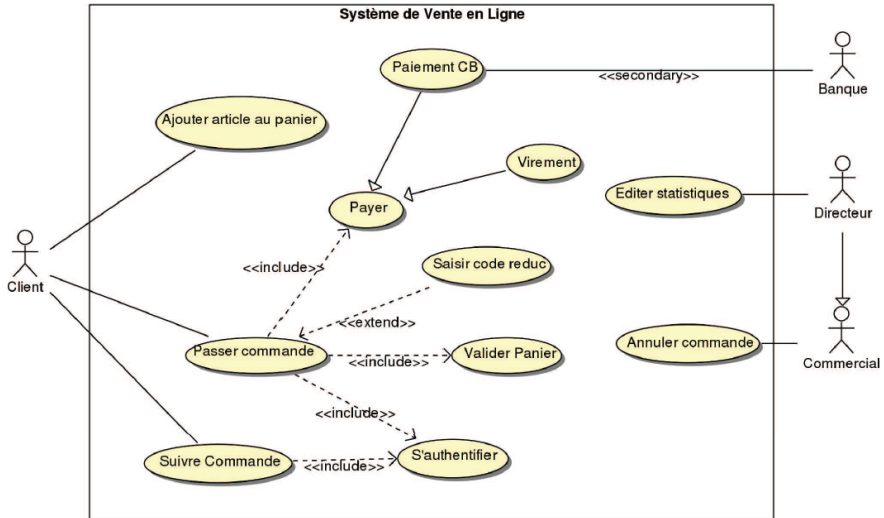 Système de Vente en Ligne
Paiement CB
<<secondary>>
Banque
Ajouter article au panier
Virement
Editer statistiques
Directeur
Payer
Client
<<include>>
Saisir code reduc
<<extend>>
Passer commande
<<include>>
Valider Panier
Annuler commande
Commercial
<<include>>
Suivre Commande
<<include>>
S'authentifier